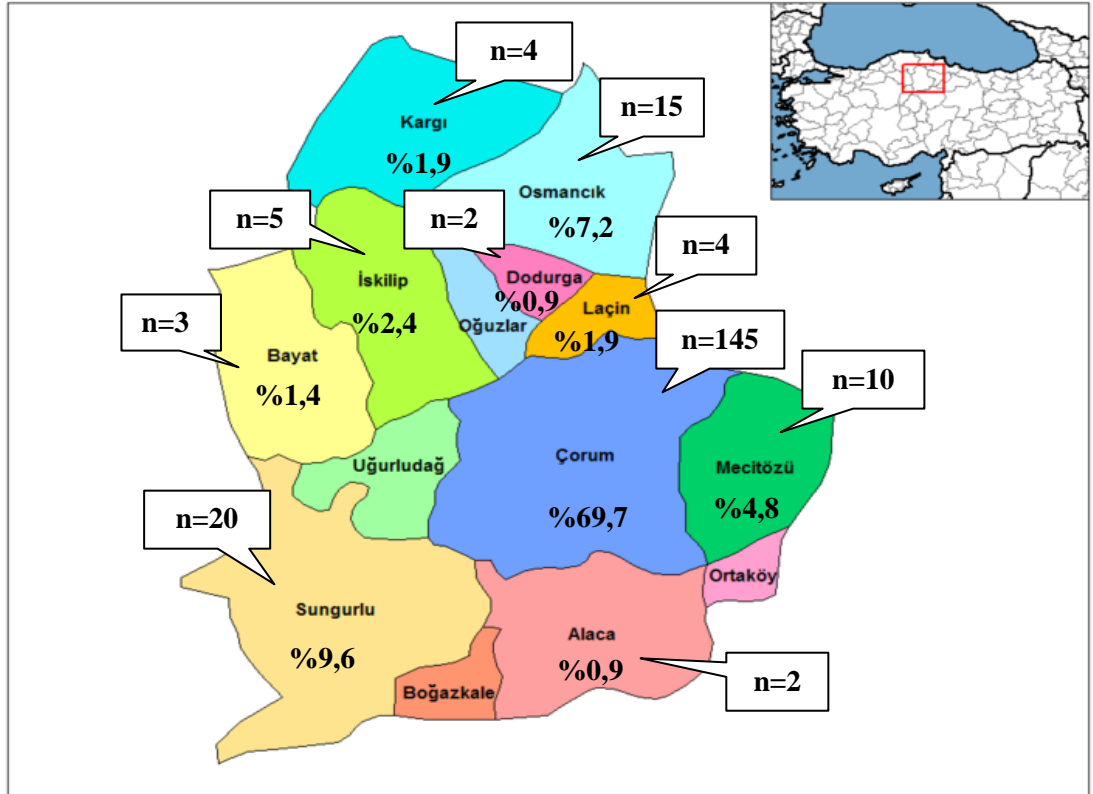 n=4
Kargı
%1,9
n=15
Osmancık
%7,2
n=5
İskilip
%2,4
n=2
Dodurga
%0,9
Oğuzlar
n=4
Laçin
%1,9
n=3
Bayat
%1,4
n=145
Çorum
%69,7
n=10
Mecitözü
%4,8
Uğurludağ
n=20
Sungurlu
%9,6
Ortaköy
Alaca
%0,9
n=2
Boğazkale